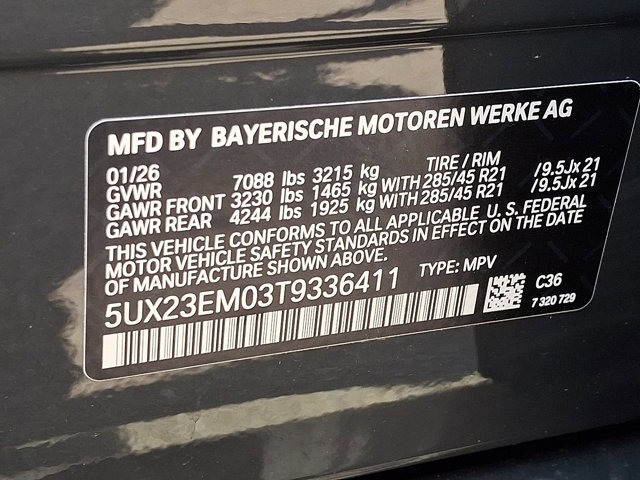 MFD BY BAYERISCHE MOTOREN WERKE AG
01/26 TIRE / RIM
GVWR 7088 lbs 3215 kg
GAWR FRONT 3230 lbs 1465 kg WITH 285/45 R21 /9.5Jx 21
GAWR REAR 4244 lbs 1925 kg WITH 285/45 R21 /9.5Jx 21
THIS VEHICLE CONFORMS TO ALL APPLICABLE U. S. FEDERAL
MOTOR VEHICLE SAFETY STANDARDS IN EFFECT ON THE DATE
OF MANUFACTURE SHOWN ABOVE.
5UX23EM03T9336411 TYPE: MPV
C36
7 320 729